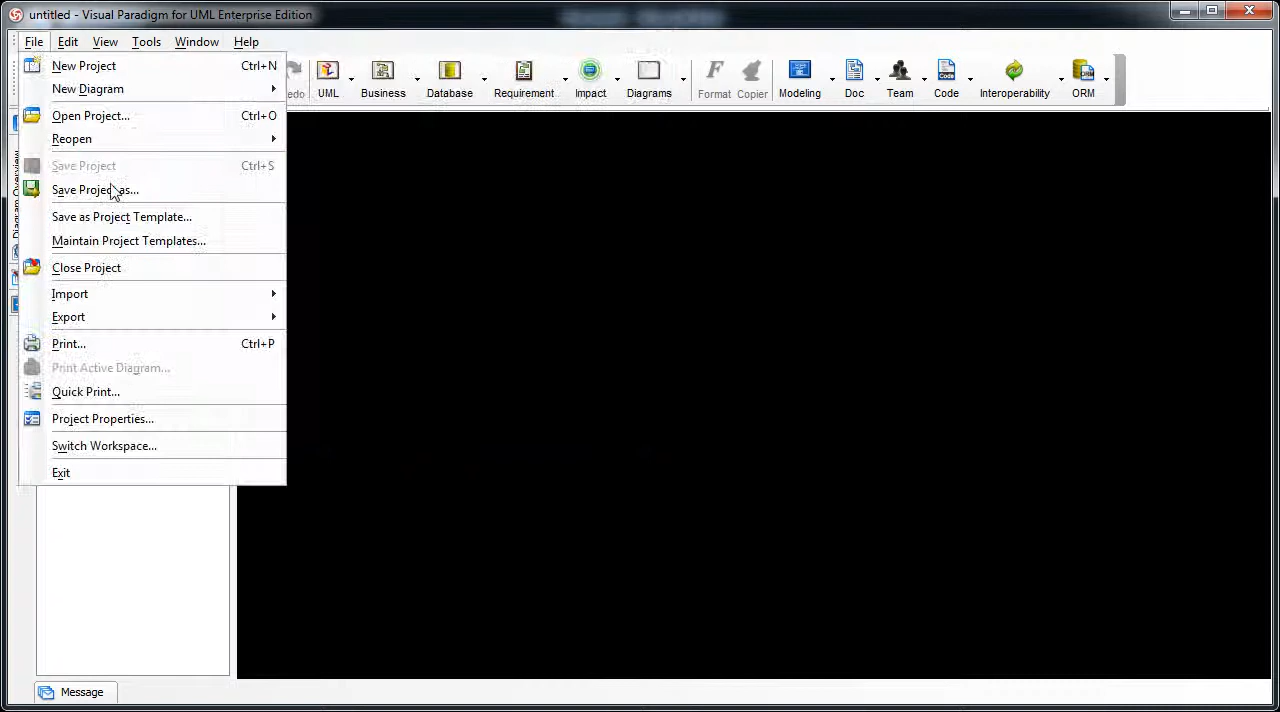 untitled - Visual Paradigm for UML Enterprise Edition
File Edit View Tools Window Help
New Project Ctrl+N
New Diagram
Open Project... Ctrl+O
Reopen
Save Project Ctrl+S
Save Project as...
Save as Project Template...
Maintain Project Templates...
Close Project
Import
Export
Print... Ctrl+P
Print Active Diagram...
Quick Print...
Project Properties...
Switch Workspace...
Exit
UML Business Database Requirement Impact Diagrams Format Copier Modeling Doc Team Code Interoperability ORM
Message